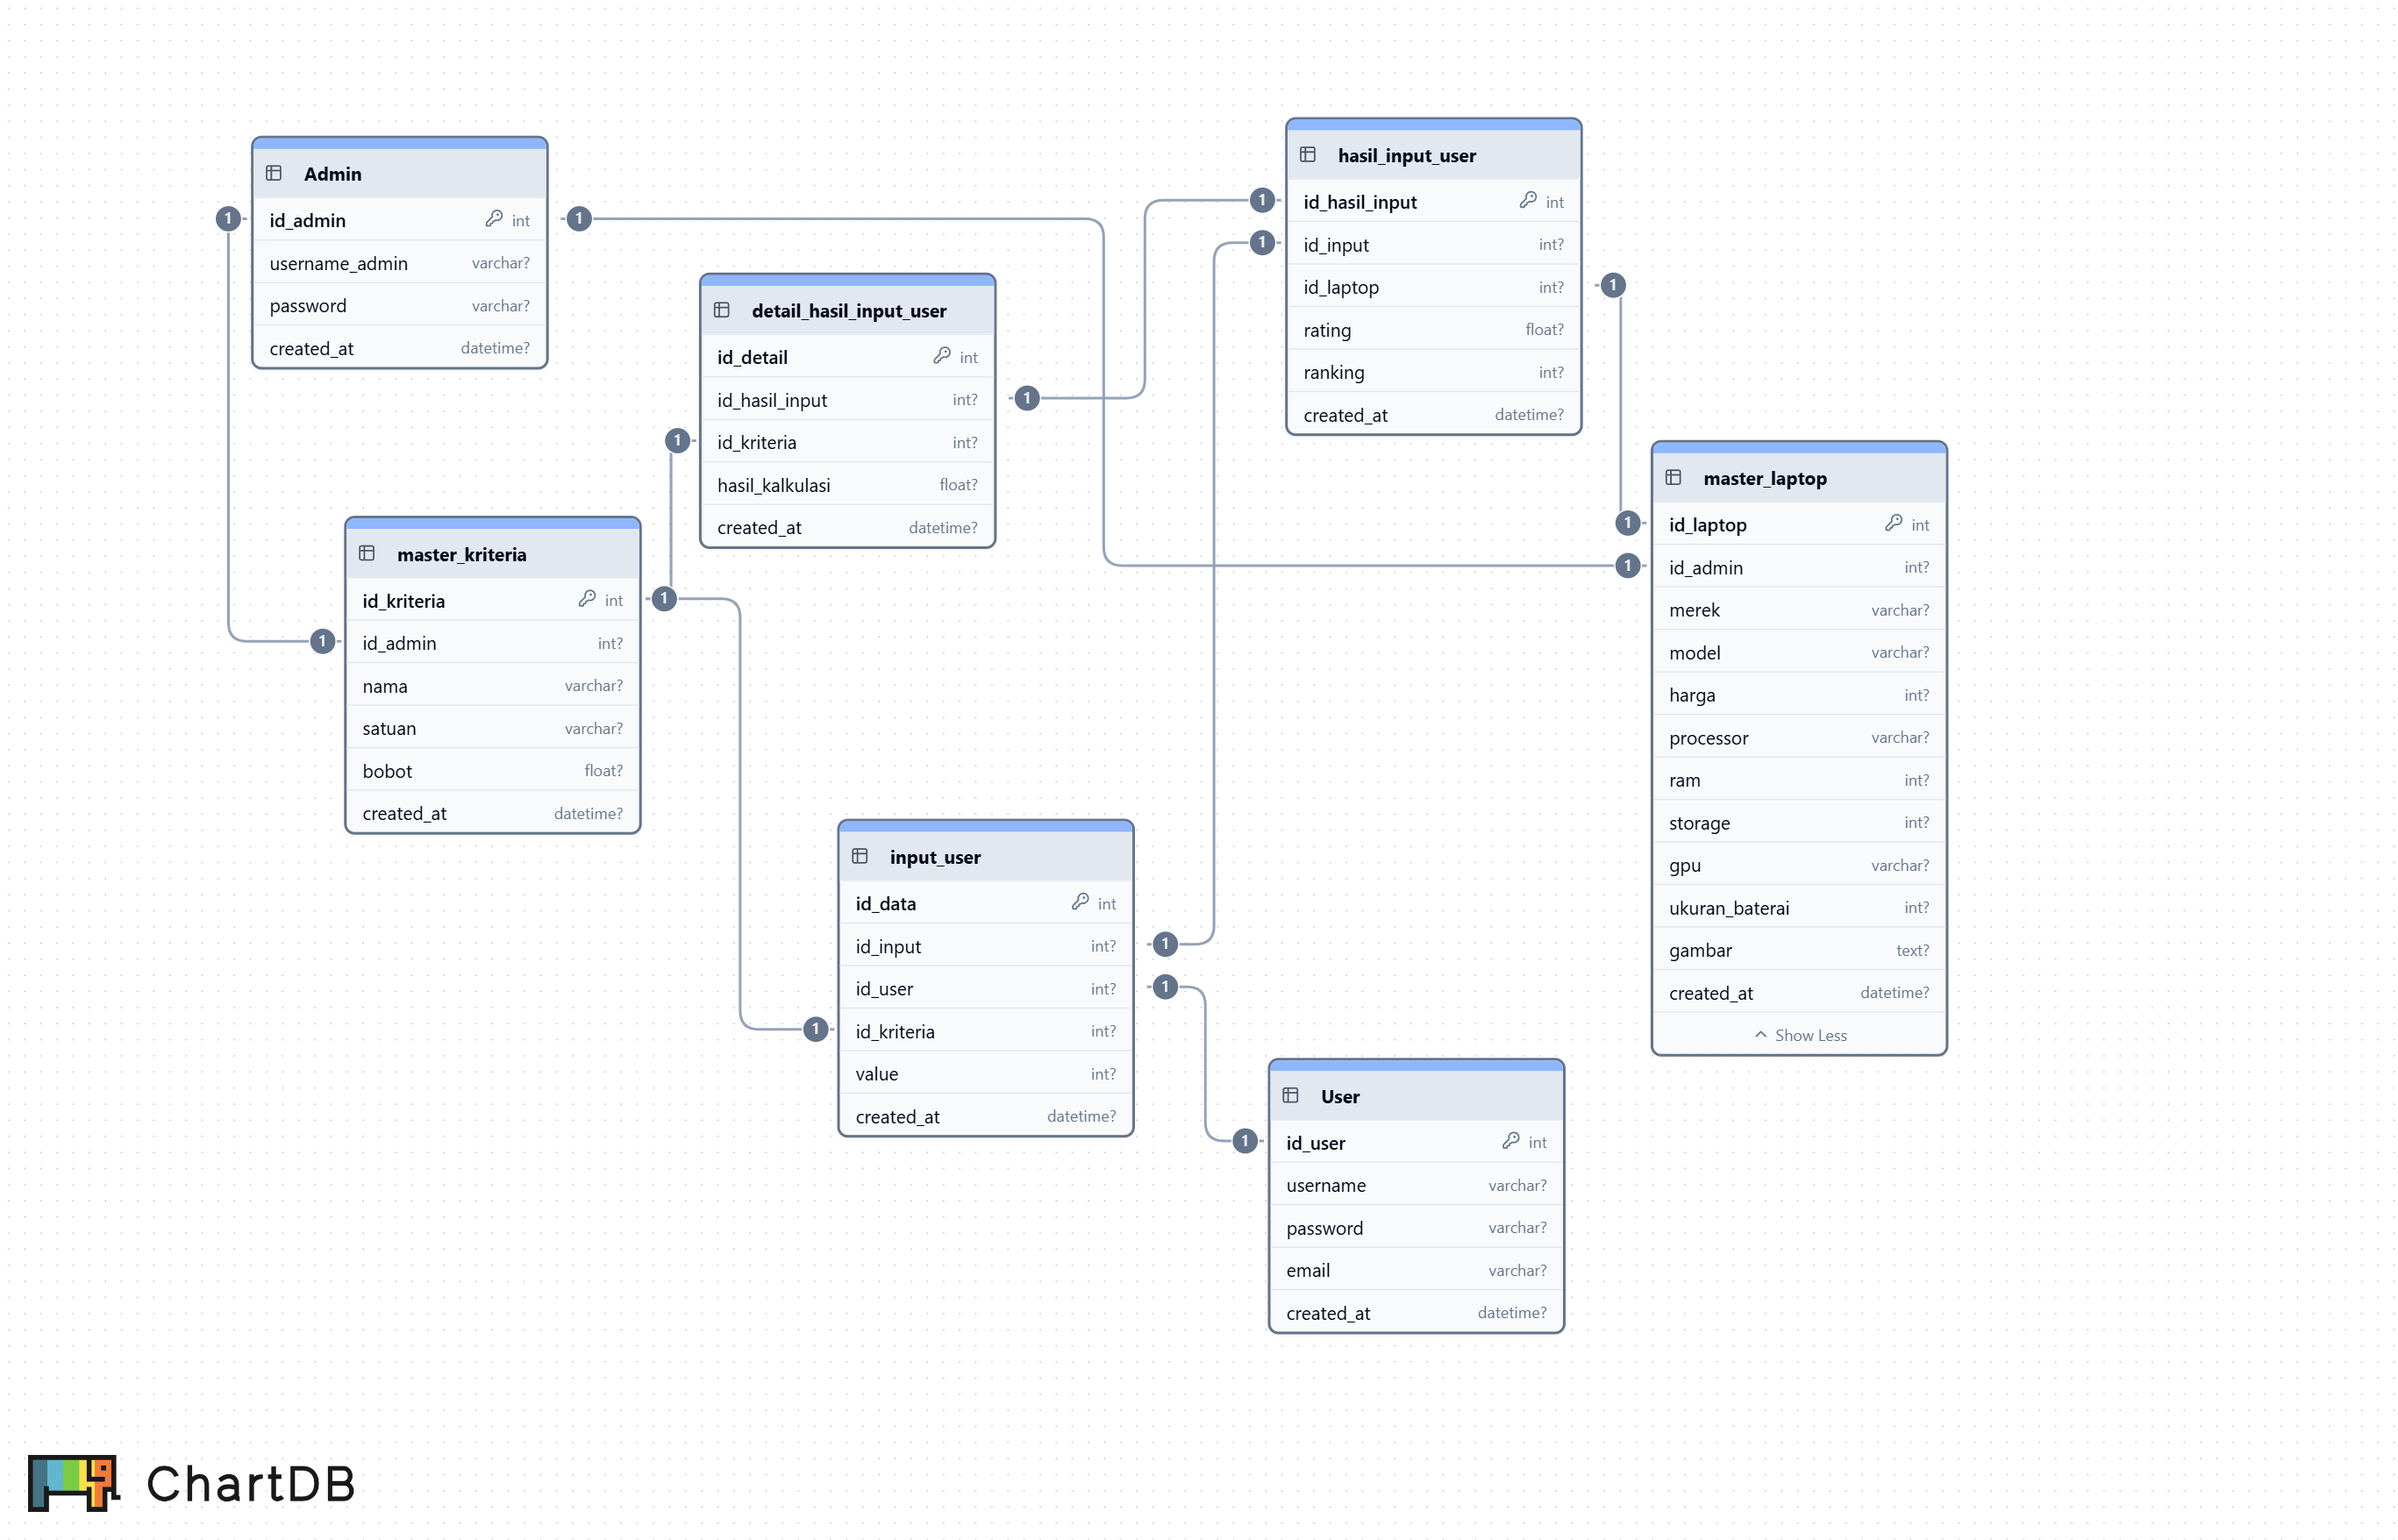 Admin
id_admin int
username_admin varchar?
password varchar?
created_at datetime?
1
1
detail_hasil_input_user
id_detail int
id_hasil_input int?
id_kriteria int?
hasil_kalkulasi float?
created_at datetime?
1
1
hasil_input_user
id_hasil_input int
id_input int?
id_laptop int?
rating float?
ranking int?
created_at datetime?
1
1
1
master_laptop
id_laptop int
id_admin int?
merek varchar?
model varchar?
harga int?
processor varchar?
ram int?
storage int?
gpu varchar?
ukuran_baterai int?
gambar text?
created_at datetime?
Show Less
1
1
master_kriteria
id_kriteria int
id_admin int?
nama varchar?
satuan varchar?
bobot float?
created_at datetime?
1
1
input_user
id_data int
id_input int?
id_user int?
id_kriteria int?
value int?
created_at datetime?
1
1
1
User
id_user int
username varchar?
password varchar?
email varchar?
created_at datetime?
1
ChartDB